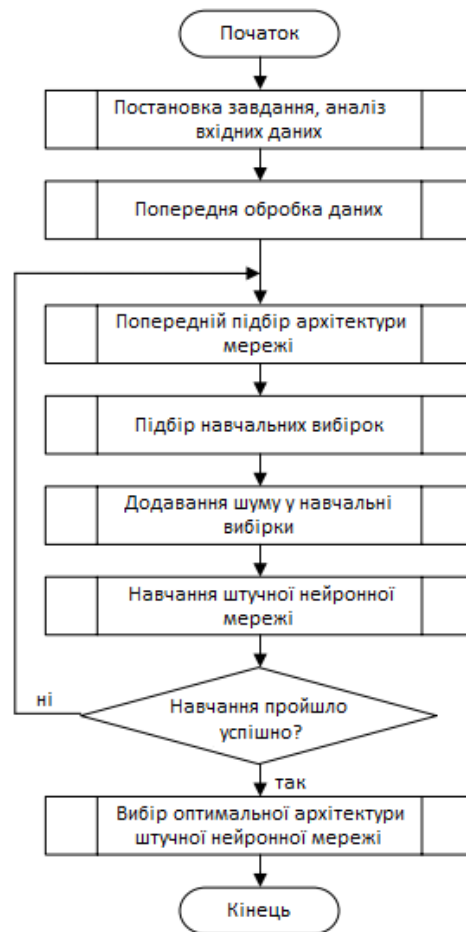 Початок
Постановка завдання, аналіз
вхідних даних
Попередня обробка даних
Попередній підбір архітектури
мережі
Підбір навчальних вибірок
Додавання шуму у навчальні
вибірки
Навчання штучної нейронної
мережі
ні
Навчання пройшло
успішно?
так
Вибір оптимальної архітектури
штучної нейронної мережі
Кінець